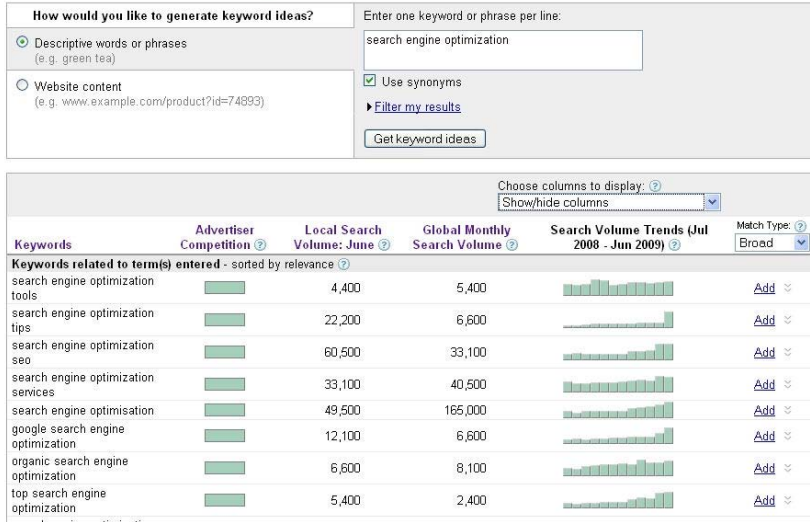 How would you like to generate keyword ideas?
Enter one keyword or phrase per line:
Descriptive words or phrases
(e.g. green tea)
search engine optimization
Website content
(e.g. www.example.com/product?id=74893)
Use synonyms
Filter my results
Get keyword ideas
Choose columns to display: ?
Show/hide columns
Keywords
Advertiser
Competition ?
Local Search
Volume: June ?
Global Monthly
Search Volume ?
Search Volume Trends (Jul
2008 - Jun 2009) ?
Match Type: ?
Broad
Keywords related to term(s) entered - sorted by relevance ?
search engine optimization
tools
4,400 5,400 Add
search engine optimization
tips
22,200 6,600 Add
search engine optimization
seo
60,500 33,100 Add
search engine optimization
services
33,100 40,500 Add
search engine optimisation 49,500 165,000 Add
google search engine
optimization
12,100 6,600 Add
organic search engine
optimization
6,600 8,100 Add
top search engine
optimization
5,400 2,400 Add